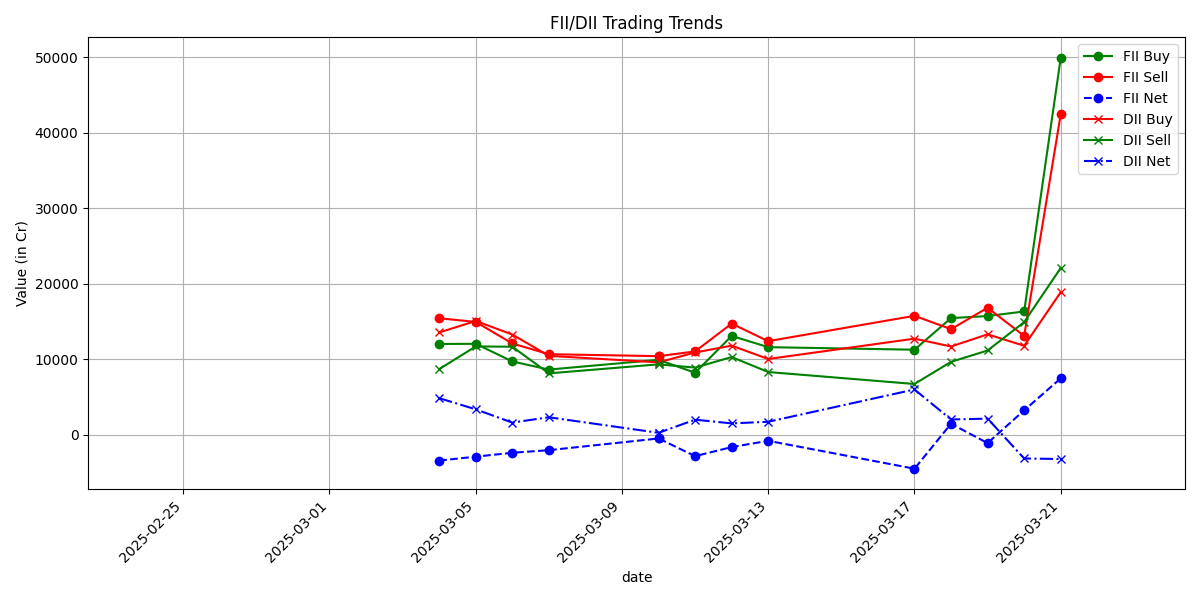 FII/DII Trading Trends
50000
40000
30000
20000
10000
0
Value (in Cr)
FII Buy
FII Sell
FII Net
DII Buy
DII Sell
DII Net
2025-02-25
2025-03-01
2025-03-05
2025-03-09
2025-03-13
2025-03-17
2025-03-21
date